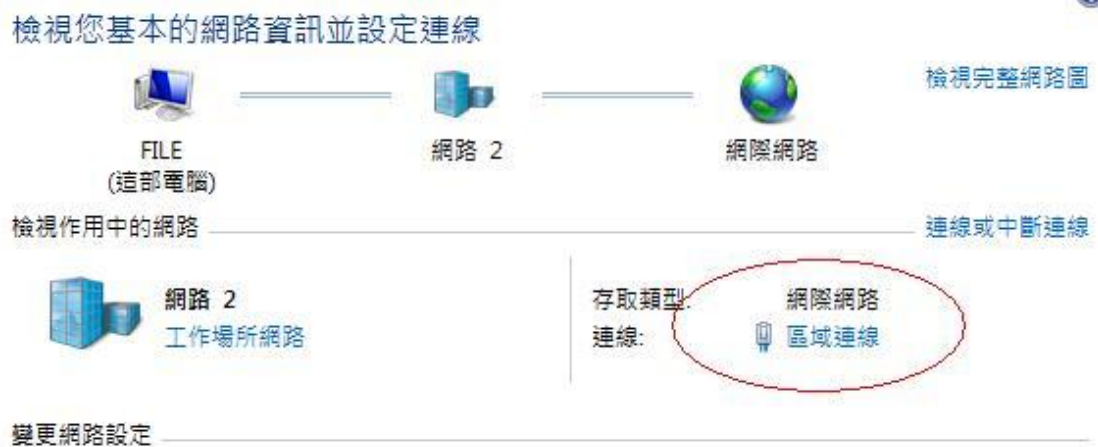 檢視您基本的網路資訊並設定連線
檢視完整網路圖
FILE
(這部電腦)
網路 2
網際網路
檢視作用中的網路
連線或中斷連線
網路 2
工作場所網路
存取類型: 網際網路
連線: 區域連線
變更網路設定